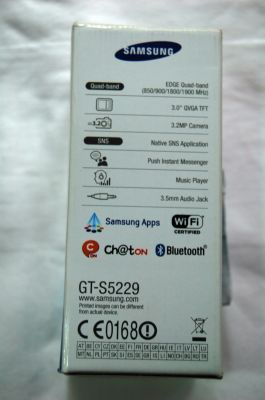 SAMSUNG
Quad-band EDGE Quad-band
(850/900/1800/1900 MHz)
3.0" QVGA TFT
3.2MP Camera
SNS Native SNS Application
Push Instant Messenger
Music Player
3.5mm Audio Jack
Samsung Apps WiFi CERTIFIED
C ON Ch@tON Bluetooth®
GT-S5229
www.samsung.com
Printed images can be different
from actual device.
CE0168